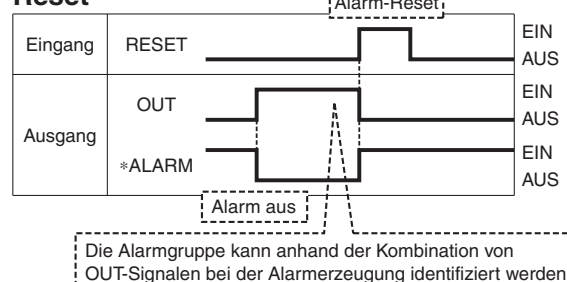 Reset
Alarm-Reset
Eingang RESET EIN
AUS
Ausgang OUT EIN
AUS
*ALARM EIN
AUS
Alarm aus
Die Alarmgruppe kann anhand der Kombination von
OUT-Signalen bei der Alarmerzeugung identifiziert werden